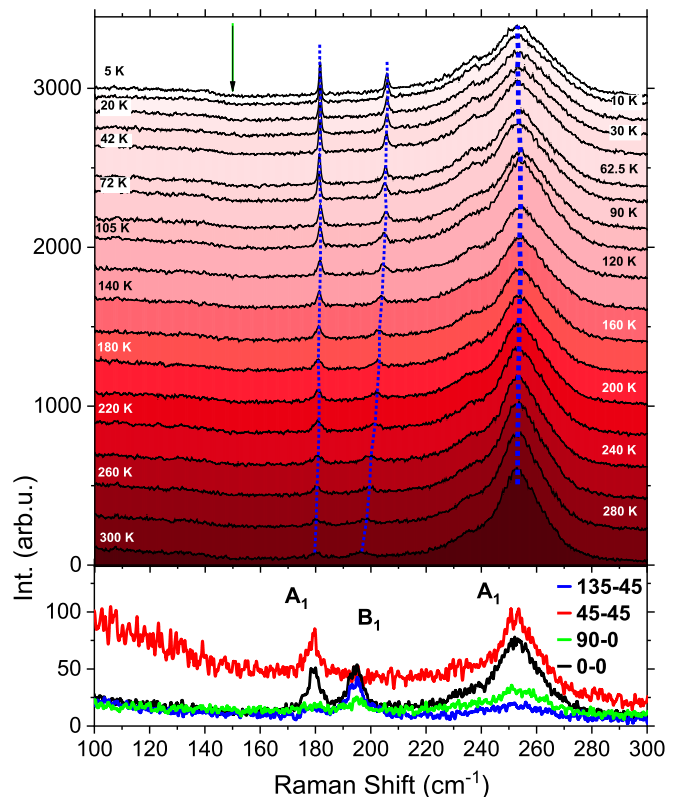 3000
2000
1000
0
5 K
20 K
42 K
72 K
105 K
140 K
180 K
220 K
260 K
300 K
10 K
30 K
62.5 K
90 K
120 K
160 K
200 K
240 K
280 K
Int. (arb.u.)
A1
B1
A1
135-45
45-45
90-0
0-0
100
50
0
100 120 140 160 180 200 220 240 260 280 300
Raman Shift (cm-1)